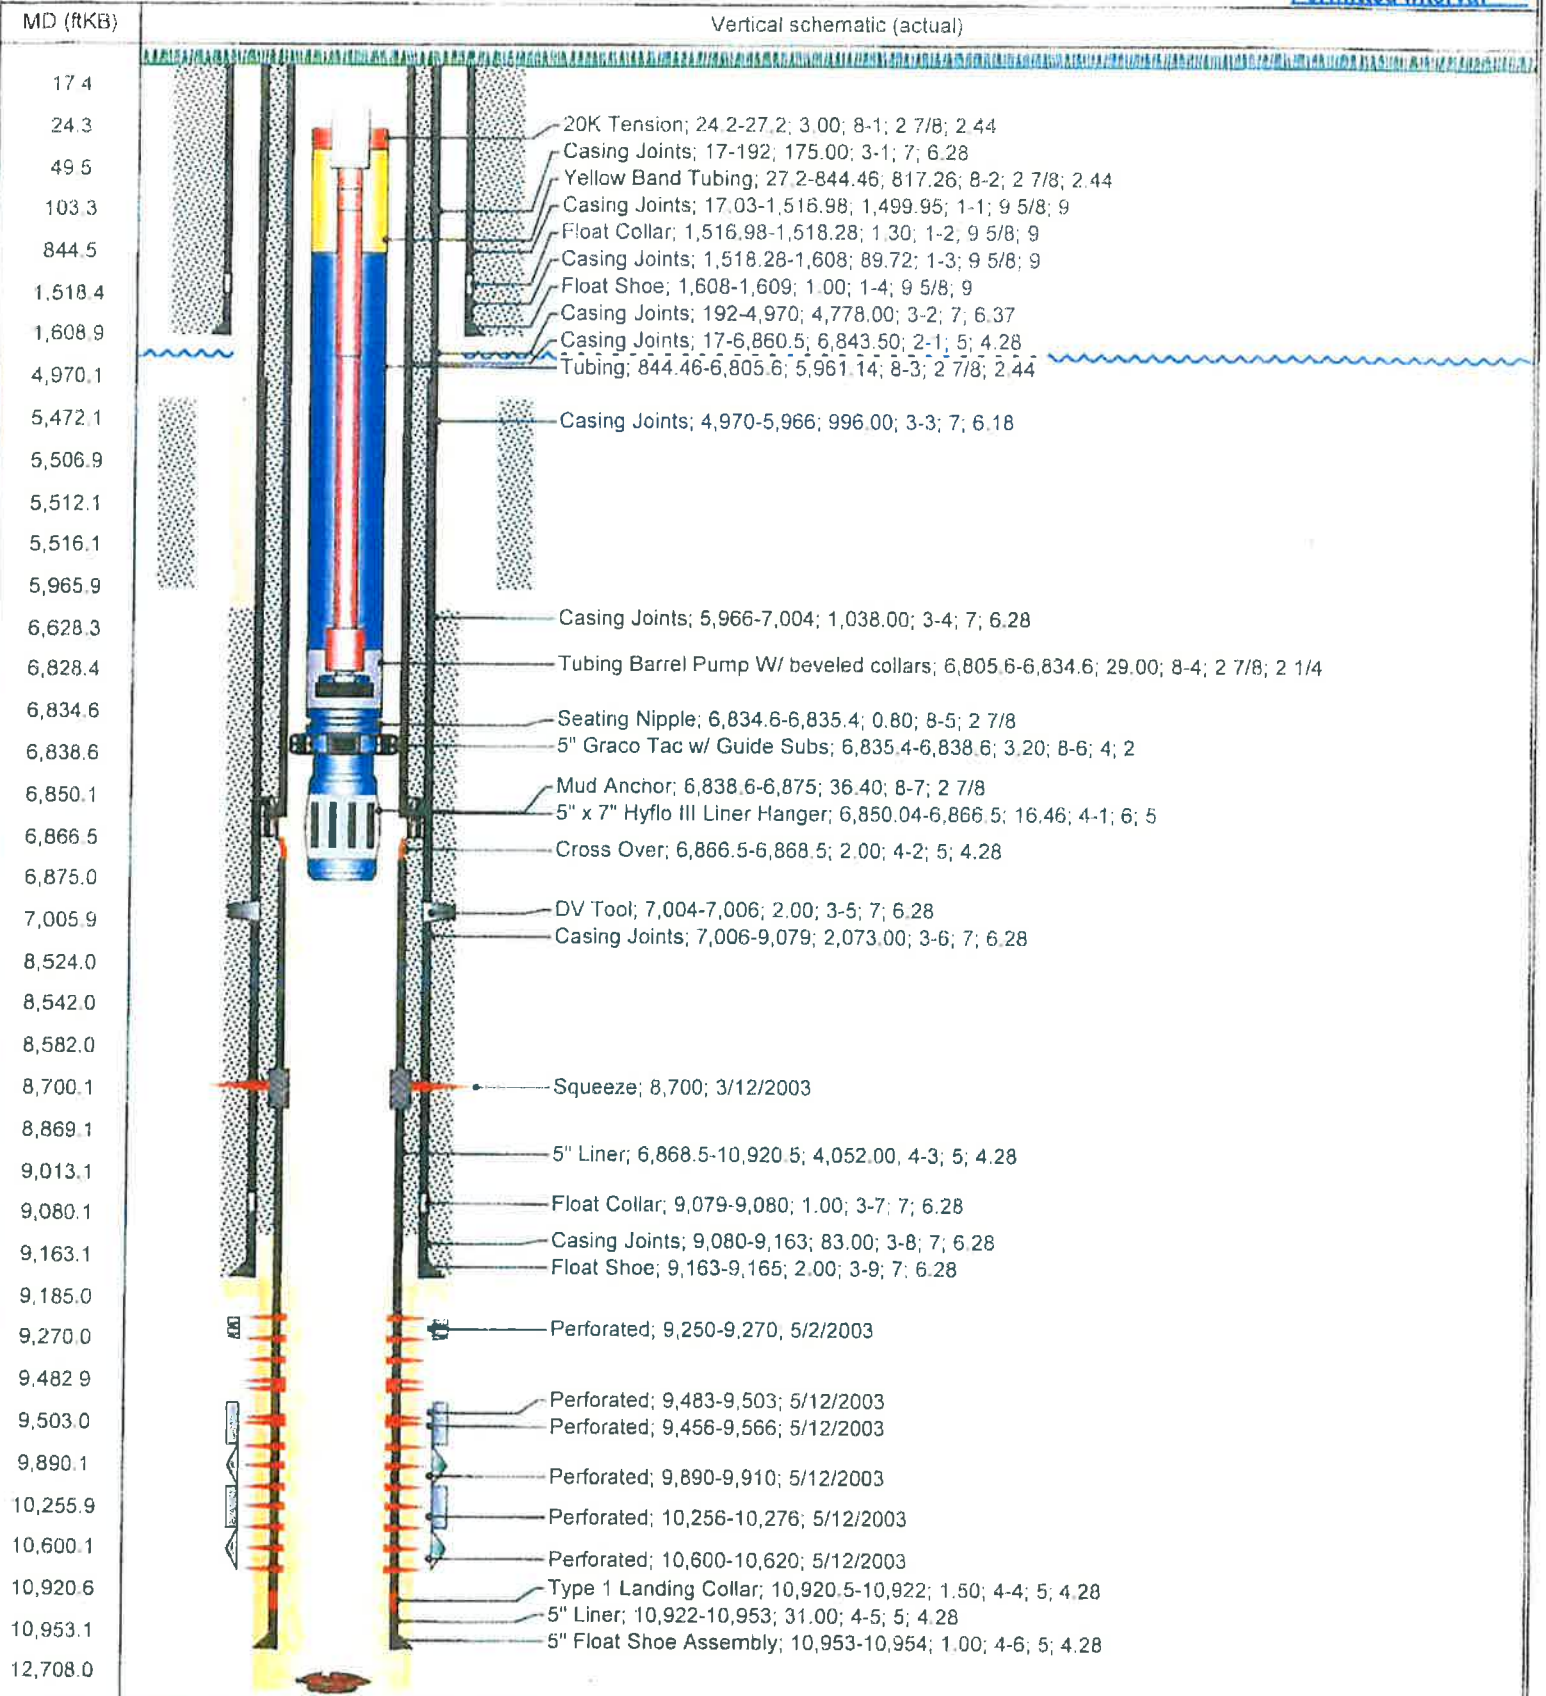 MD (ftKB)
Vertical schematic (actual)
17.4
24.3
49.5
103.3
844.5
1,518.4
1,608.9
4,970.1
5,472.1
5,506.9
5,512.1
5,516.1
5,965.9
6,628.3
6,828.4
6,834.6
6,838.6
6,850.1
6,866.5
6,875.0
7,005.9
8,524.0
8,542.0
8,582.0
8,700.1
8,869.1
9,013.1
9,080.1
9,163.1
9,185.0
9,270.0
9,482.9
9,503.0
9,890.1
10,255.9
10,600.1
10,920.6
10,953.1
12,708.0
20K Tension; 24.2-27.2; 3.00; 8-1; 2 7/8; 2.44
Casing Joints; 17-192; 175.00; 3-1; 7; 6.28
Yellow Band Tubing; 27.2-844.46; 817.26; 8-2; 2 7/8; 2.44
Casing Joints; 17.03-1,516.98; 1,499.95; 1-1; 9 5/8; 9
Float Collar; 1,516.98-1,518.28; 1.30; 1-2; 9 5/8; 9
Casing Joints; 1,518.28-1,608; 89.72; 1-3; 9 5/8; 9
Float Shoe; 1,608-1,609; 1.00; 1-4; 9 5/8; 9
Casing Joints; 192-4,970; 4,778.00; 3-2; 7; 6.37
Casing Joints; 17-6,860.5; 6,843.50; 2-1; 5; 4.28
Tubing; 844.46-6,805.6; 5,961.14; 8-3; 2 7/8; 2.44
Casing Joints; 4,970-5,966; 996.00; 3-3; 7; 6.18
Casing Joints; 5,966-7,004; 1,038.00; 3-4; 7; 6.28
Tubing Barrel Pump W/ beveled collars; 6,805.6-6,834.6; 29.00; 8-4; 2 7/8; 2 1/4
Seating Nipple; 6,834.6-6,835.4; 0.80; 8-5; 2 7/8
5" Graco Tac w/ Guide Subs; 6,835.4-6,838.6; 3.20; 8-6; 4; 2
Mud Anchor; 6,838.6-6,875; 36.40; 8-7; 2 7/8
5" x 7" Hyflo III Liner Hanger; 6,850.04-6,866.5; 16.46; 4-1; 6; 5
Cross Over; 6,866.5-6,868.5; 2.00; 4-2; 5; 4.28
DV Tool; 7,004-7,006; 2.00; 3-5; 7; 6.28
Casing Joints; 7,006-9,079; 2,073.00; 3-6; 7; 6.28
Squeeze; 8,700; 3/12/2003
5" Liner; 6,868.5-10,920.5; 4,052.00; 4-3; 5; 4.28
Float Collar; 9,079-9,080; 1.00; 3-7; 7; 6.28
Casing Joints; 9,080-9,163; 83.00; 3-8; 7; 6.28
Float Shoe; 9,163-9,165; 2.00; 3-9; 7; 6.28
Perforated; 9,250-9,270; 5/2/2003
Perforated; 9,483-9,503; 5/12/2003
Perforated; 9,456-9,566; 5/12/2003
Perforated; 9,890-9,910; 5/12/2003
Perforated; 10,256-10,276; 5/12/2003
Perforated; 10,600-10,620; 5/12/2003
Type 1 Landing Collar; 10,920.5-10,922; 1.50; 4-4; 5; 4.28
5" Liner; 10,922-10,953; 31.00; 4-5; 5; 4.28
5" Float Shoe Assembly; 10,953-10,954; 1.00; 4-6; 5; 4.28